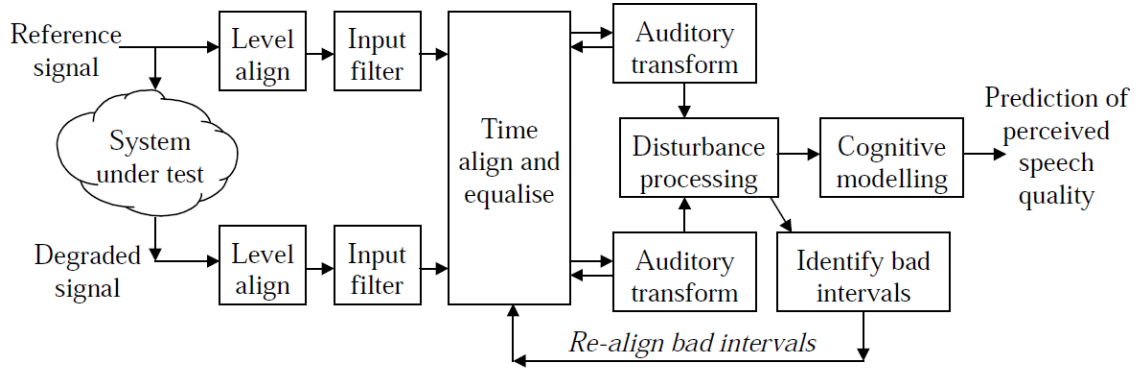 Reference
signal
Level
align
Input
filter
Auditory
transform
System
under test
Time
align and
equalise
Disturbance
processing
Cognitive
modelling
Prediction of
perceived
speech
quality
Degraded
signal
Level
align
Input
filter
Auditory
transform
Identify bad
intervals
Re-align bad intervals